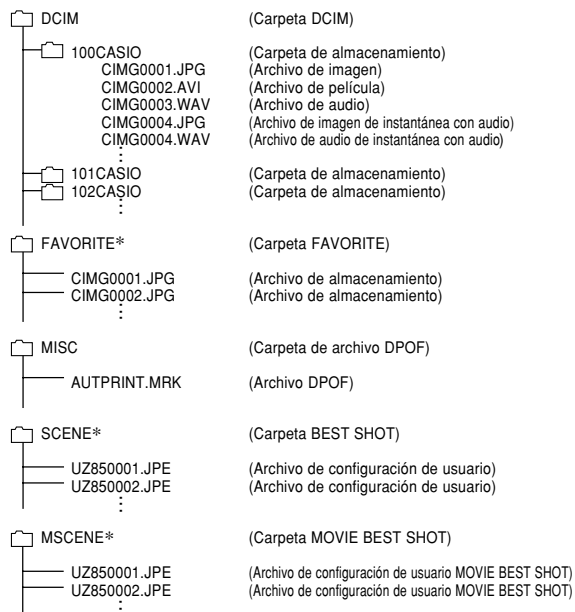 DCIM (Carpeta DCIM)
100CASIO (Carpeta de almacenamiento)
CIMG0001.JPG (Archivo de imagen)
CIMG0002.AVI (Archivo de película)
CIMG0003.WAV (Archivo de audio)
CIMG0004.JPG (Archivo de imagen de instantánea con audio)
CIMG0004.WAV (Archivo de audio de instantánea con audio)
101CASIO (Carpeta de almacenamiento)
102CASIO (Carpeta de almacenamiento)
FAVORITE* (Carpeta FAVORITE)
CIMG0001.JPG (Archivo de almacenamiento)
CIMG0002.JPG (Archivo de almacenamiento)
MISC (Carpeta de archivo DPOF)
AUTPRINT.MRK (Archivo DPOF)
SCENE* (Carpeta BEST SHOT)
UZ850001.JPE (Archivo de configuración de usuario)
UZ850002.JPE (Archivo de configuración de usuario)
MSCENE* (Carpeta MOVIE BEST SHOT)
UZ850001.JPE (Archivo de configuración de usuario MOVIE BEST SHOT)
UZ850002.JPE (Archivo de configuración de usuario MOVIE BEST SHOT)